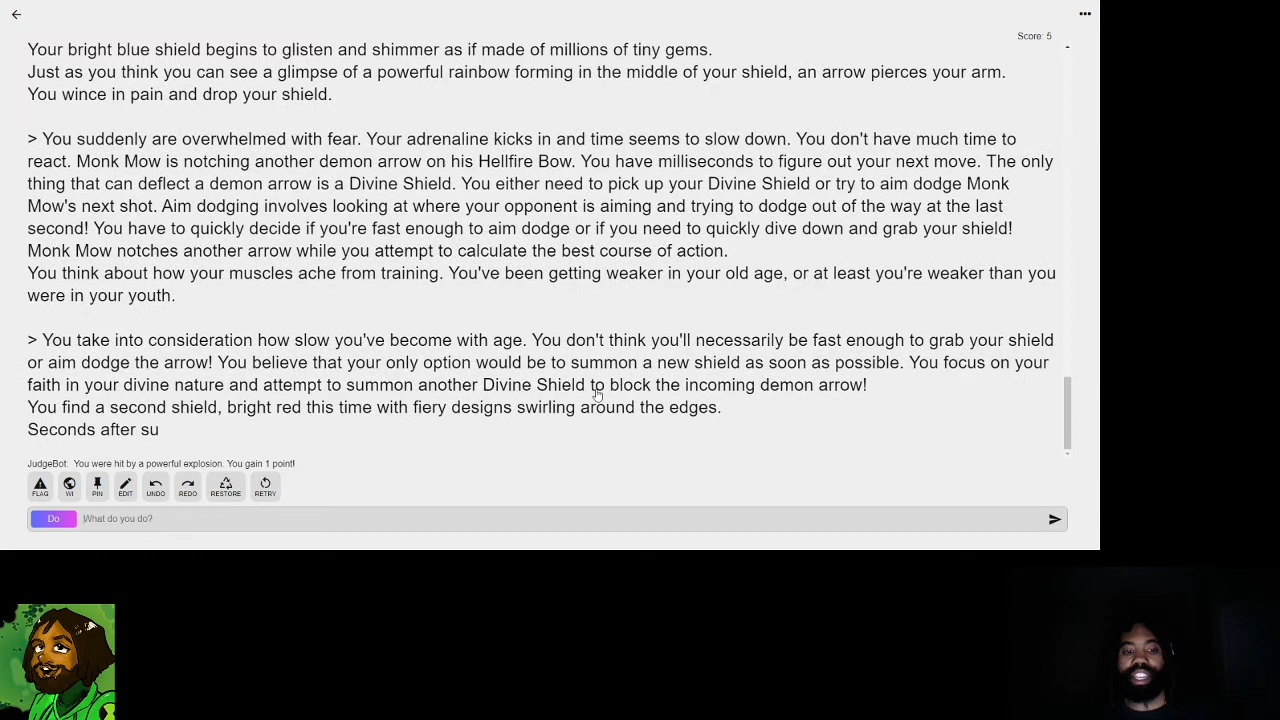 Score: 5
Your bright blue shield begins to glisten and shimmer as if made of millions of tiny gems.
Just as you think you can see a glimpse of a powerful rainbow forming in the middle of your shield, an arrow pierces your arm.
You wince in pain and drop your shield.
> You suddenly are overwhelmed with fear. Your adrenaline kicks in and time seems to slow down. You don't have much time to
react. Monk Mow is notching another demon arrow on his Hellfire Bow. You have milliseconds to figure out your next move. The only
thing that can deflect a demon arrow is a Divine Shield. You either need to pick up your Divine Shield or try to aim dodge Monk
Mow's next shot. Aim dodging involves looking at where your opponent is aiming and trying to dodge out of the way at the last
second! You have to quickly decide if you're fast enough to aim dodge or if you need to quickly dive down and grab your shield!
Monk Mow notches another arrow while you attempt to calculate the best course of action.
You think about how your muscles ache from training. You've been getting weaker in your old age, or at least you're weaker than you
were in your youth.
> You take into consideration how slow you've become with age. You don't think you'll necessarily be fast enough to grab your shield
or aim dodge the arrow! You believe that your only option would be to summon a new shield as soon as possible. You focus on your
faith in your divine nature and attempt to summon another Divine Shield to block the incoming demon arrow!
You find a second shield, bright red this time with fiery designs swirling around the edges.
Seconds after su
JudgeBot: You were hit by a powerful explosion. You gain 1 point!
FLAG WI PIN EDIT UNDO REDO RESTORE RETRY
Do What do you do?